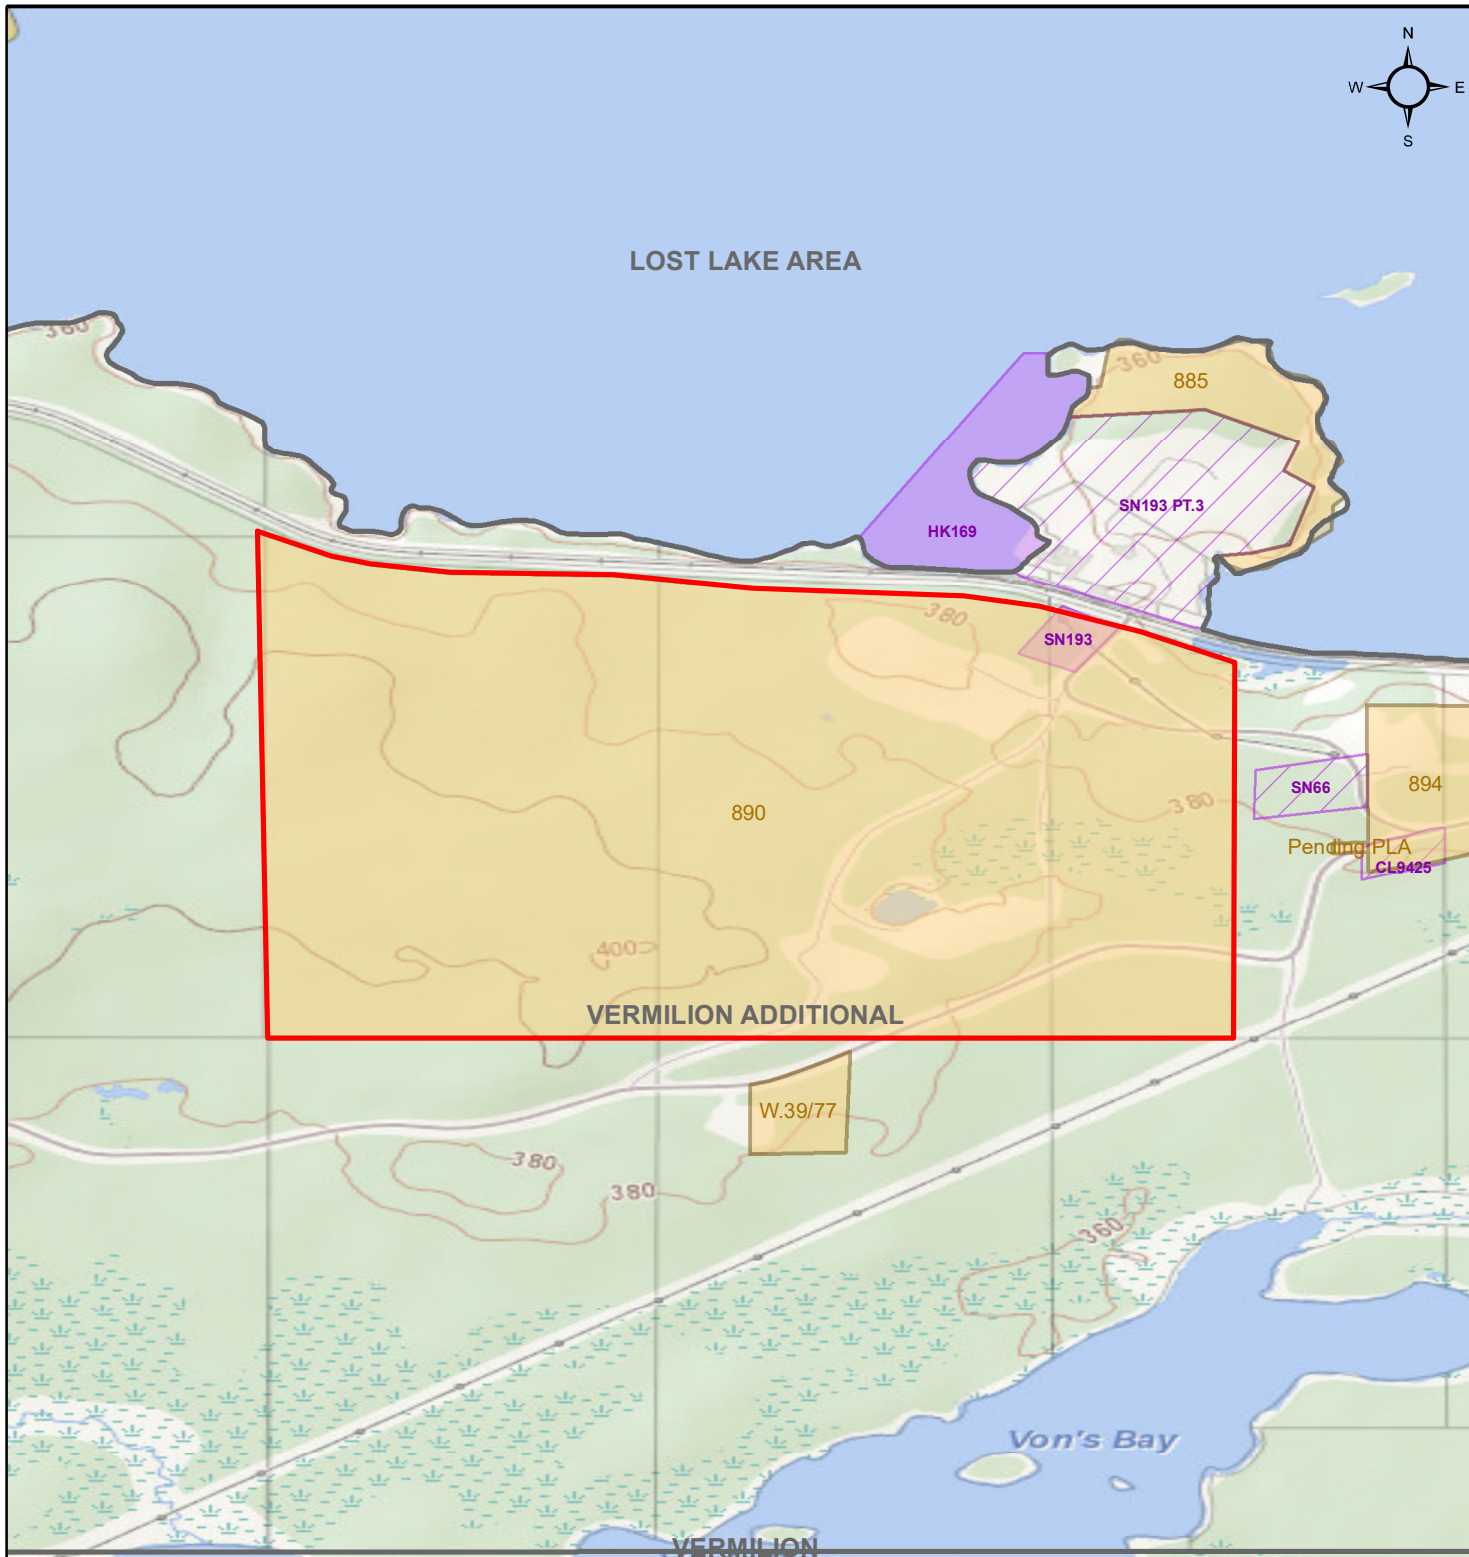 N
W E
S
LOST LAKE AREA
360
360
885
SN193 PT.3
HK169
380
SN193
SN66
894
380
890
Pending PLA
CL9425
400
VERMILION ADDITIONAL
W.39/77
380
380
360
Von's Bay
VERMILION